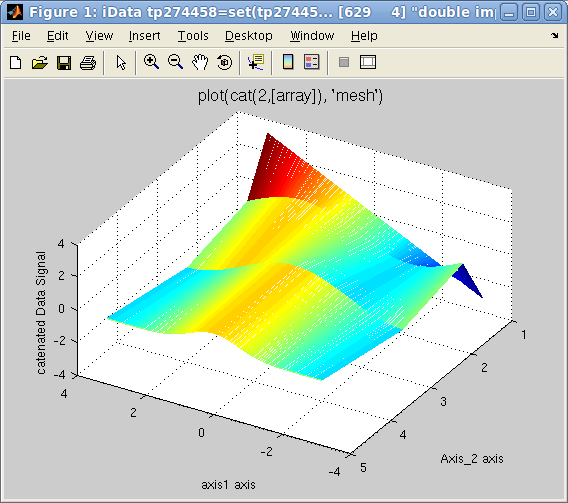 Figure 1: iData tp274458=set(tp27445... [629 4] "double im
File Edit View Insert Tools Desktop Window Help
plot(cat(2,[array]), 'mesh')
catenated Data Signal
4
2
0
-2
-4
4
2
0
-2
-4
axis1 axis
5
4
3
2
1
Axis_2 axis